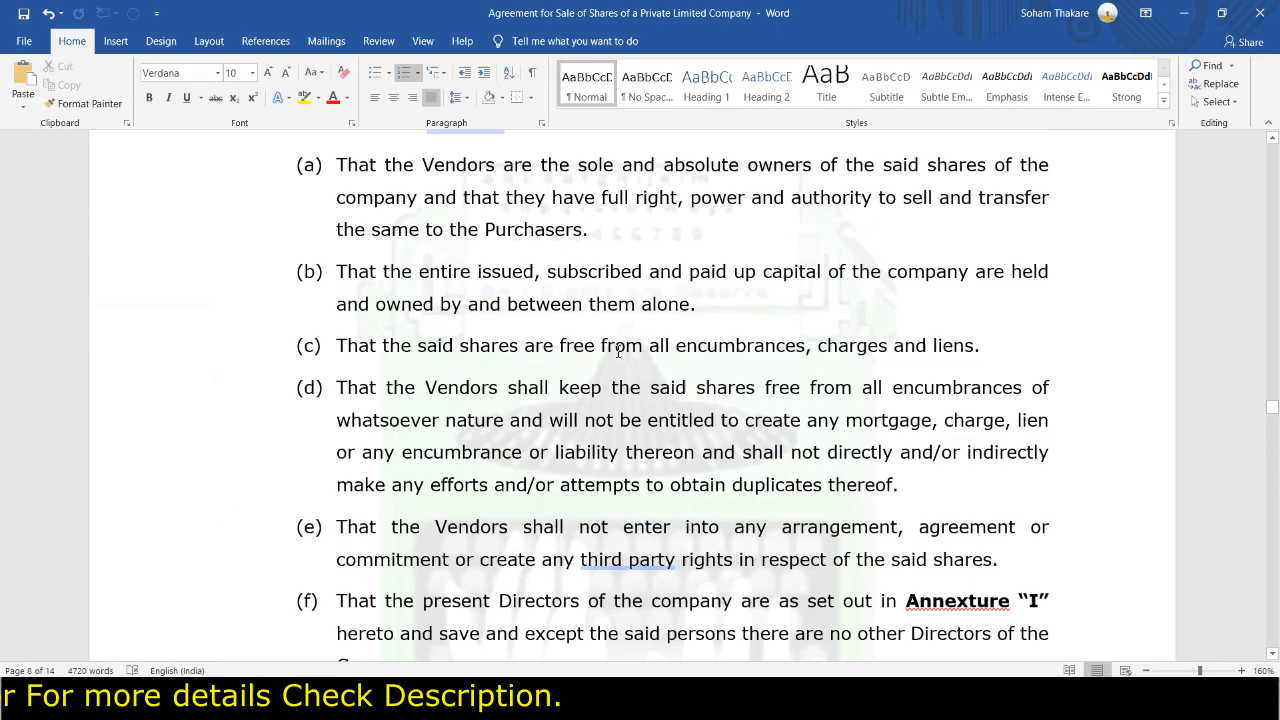 Agreement for Sale of Shares of a Private Limited Company - Word
Soham Thakare
File Home Insert Design Layout References Mailings Review View Help Tell me what you want to do Share
Paste
Cut
Copy
Format Painter
Clipboard
Verdana 10
Font
Paragraph
AaBbCcD AaBbCcD AaBbC AaBbCcD AaB AaBbCcD AaBbCcDd AaBbCcDd AaBbCcDd AaBbCcDd
¶ Normal ¶ No Spac... Heading 1 Heading 2 Title Subtitle Subtle Em... Emphasis Intense E... Strong
Styles
Find
Replace
Select
Editing
(a) That the Vendors are the sole and absolute owners of the said shares of the
company and that they have full right, power and authority to sell and transfer
the same to the Purchasers.
(b) That the entire issued, subscribed and paid up capital of the company are held
and owned by and between them alone.
(c) That the said shares are free from all encumbrances, charges and liens.
(d) That the Vendors shall keep the said shares free from all encumbrances of
whatsoever nature and will not be entitled to create any mortgage, charge, lien
or any encumbrance or liability thereon and shall not directly and/or indirectly
make any efforts and/or attempts to obtain duplicates thereof.
(e) That the Vendors shall not enter into any arrangement, agreement or
commitment or create any third party rights in respect of the said shares.
(f) That the present Directors of the company are as set out in Annexture “I”
hereto and save and except the said persons there are no other Directors of the
Page 8 of 14 4720 words English (India) 160%
r For more details Check Description.